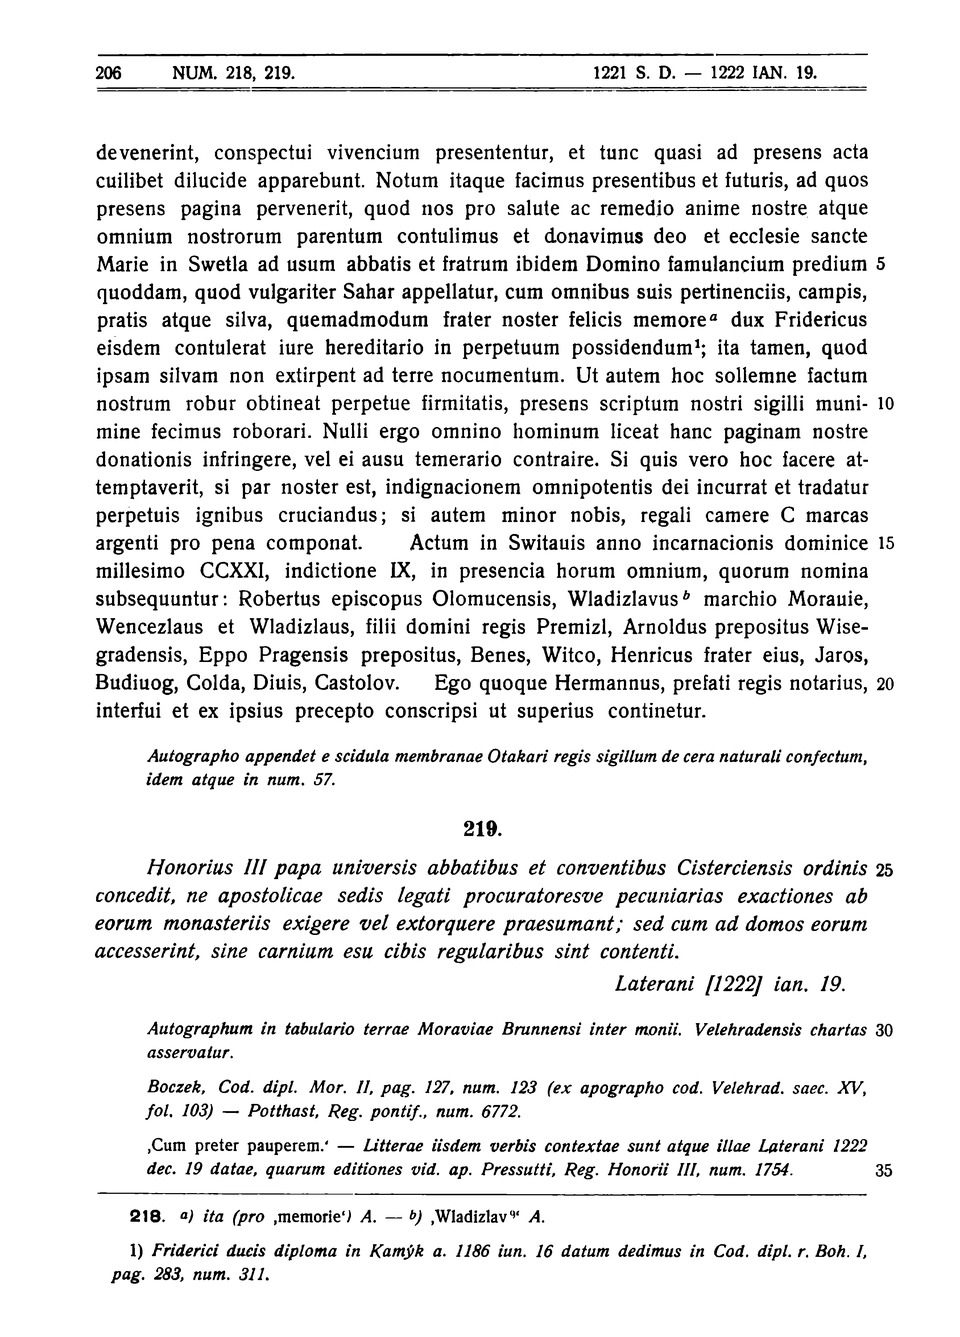 206 NUM. 218, 219. 1221 S. D. — 1222 IAN. 19.
devenerint, conspectui vivencium presententur, et tunc quasi ad presens acta
cuilibet dilucide apparebunt. Notum itaque facimus presentibus et futuris, ad quos
presens pagina pervenerit, quod nos pro salute ac remedio anime nostre atque
omnium nostrorum parentum contulimus et donavimus deo et ecclesie sancte
Marie in Swetla ad usum abbatis et fratrum ibidem Domino famulancium predium 5
quoddam, quod vulgariter Sahar appellatur, cum omnibus suis pertinenciis, campis,
pratis atque silva, quemadmodum frater noster felicis memore a dux Fridericus
eisdem contulerat iure hereditario in perpetuum possidendum¹; ita tamen, quod
ipsam silvam non extirpent ad terre nocumentum. Ut autem hoc sollemne factum
nostrum robur obtineat perpetue firmitatis, presens scriptum nostri sigilli muni- 10
mine fecimus roborari. Nulli ergo omnino hominum liceat hanc paginam nostre
donationis infringere, vel ei ausu temerario contraire. Si quis vero hoc facere at-
temptaverit, si par noster est, indignacionem omnipotentis dei incurrat et tradatur
perpetuis ignibus cruciandus; si autem minor nobis, regali camere C marcas
argenti pro pena componat. Actum in Switauis anno incarnacionis dominice 15
millesimo CCXXI, indictione IX, in presencia horum omnium, quorum nomina
subsequuntur: Robertus episcopus Olomucensis, Wladizlavus b marchio Morauie,
Wencezlaus et Wladizlaus, filii domini regis Premizl, Arnoldus prepositus Wise-
gradensis, Eppo Pragensis prepositus, Benes, Witco, Henricus frater eius, Jaros,
Budiuog, Colda, Diuis, Castolov. Ego quoque Hermannus, prefati regis notarius, 20
interfui et ex ipsius precepto conscripsi ut superius continetur.
Autographo appendet e scidula membranae Otakari regis sigillum de cera naturali confectum,
idem atque in num. 57.
219.
Honorius III papa universis abbatibus et conventibus Cisterciensis ordinis 25
concedit, ne apostolicae sedis legati procuratoresve pecuniarias exactiones ab
eorum monasteriis exigere vel extorquere praesumant; sed cum ad domos eorum
accesserint, sine carnium esu cibis regularibus sint contenti.
Laterani [1222] ian. 19.
Autographum in tabulario terrae Moraviae Brunnensi inter monii. Velehradensis chartas 30
asservatur.
Boczek, Cod. dipl. Mor. II, pag. 127, num. 123 (ex apographo cod. Velehrad. saec. XV,
fol. 103) — Potthast, Reg. pontif., num. 6772.
‚Cum preter pauperem.‘ — Litterae iisdem verbis contextae sunt atque illae Laterani 1222
dec. 19 datae, quarum editiones vid. ap. Pressutti, Reg. Honorii III, num. 1754. 35
218. a) ita (pro ‚memorie‘) A. — b) ‚Wladizlav⁹‘ A.
1) Friderici ducis diploma in Kamýk a. 1186 iun. 16 datum dedimus in Cod. dipl. r. Boh. I,
pag. 283, num. 311.